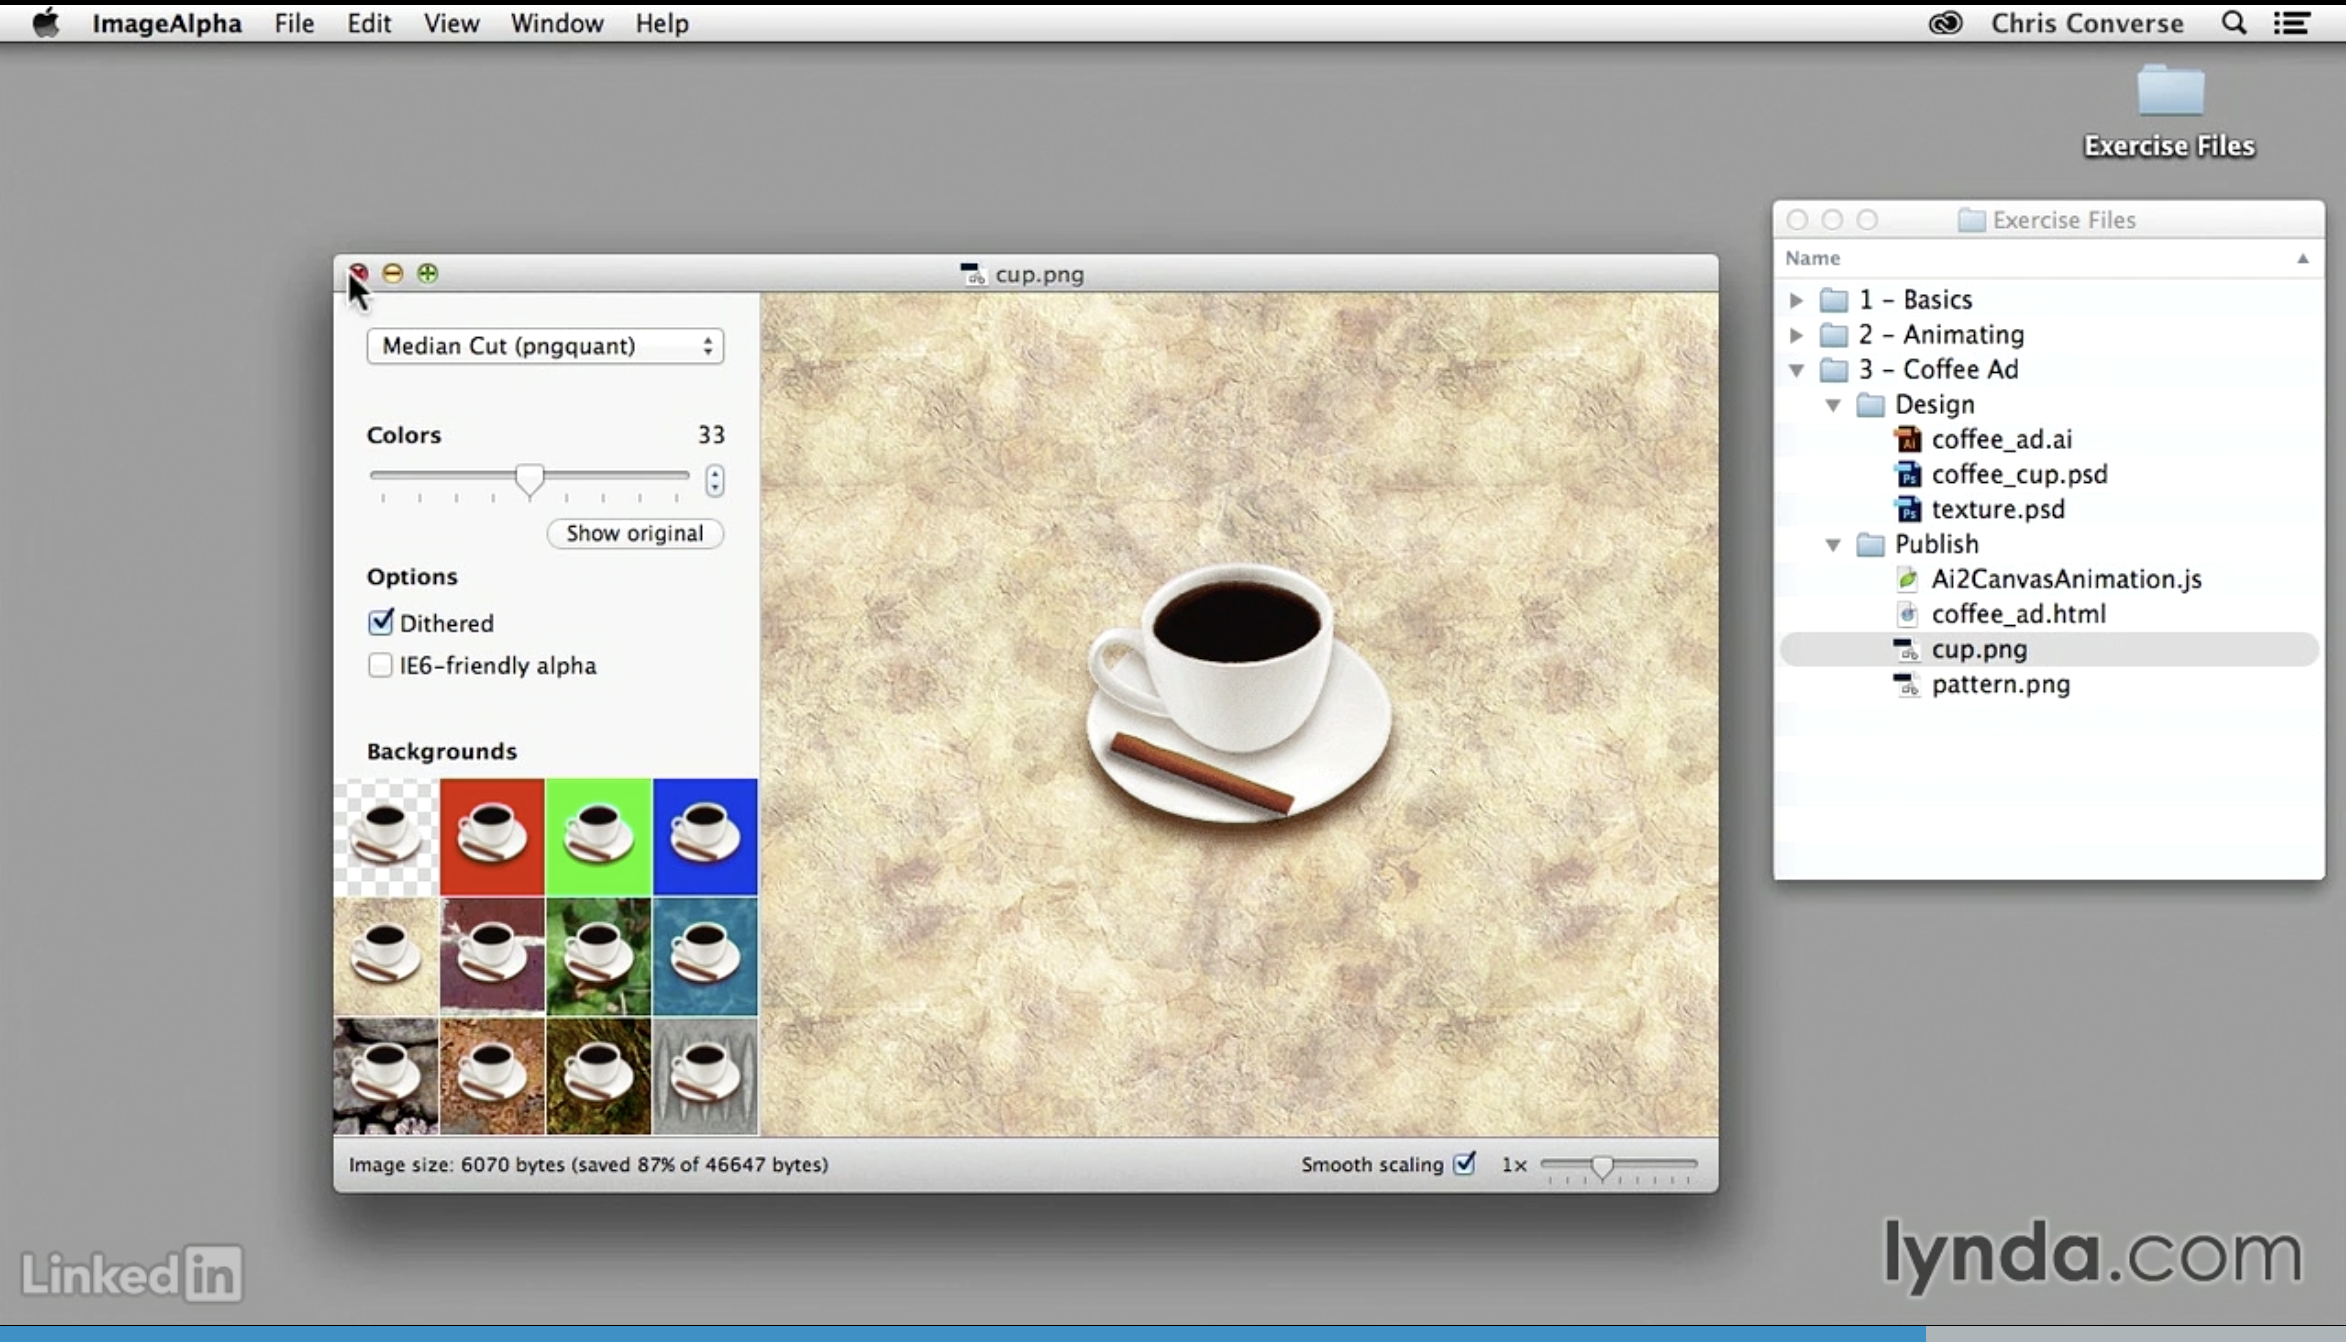 ImageAlpha File Edit View Window Help Chris Converse
Exercise Files
Exercise Files
Name
1 – Basics
2 – Animating
3 – Coffee Ad
Design
coffee_ad.ai
coffee_cup.psd
texture.psd
Publish
Ai2CanvasAnimation.js
coffee_ad.html
cup.png
pattern.png
cup.png
Median Cut (pngquant)
Colors 33
Show original
Options
Dithered
IE6-friendly alpha
Backgrounds
Image size: 6070 bytes (saved 87% of 46647 bytes) Smooth scaling 1x
Linked in
lynda.com